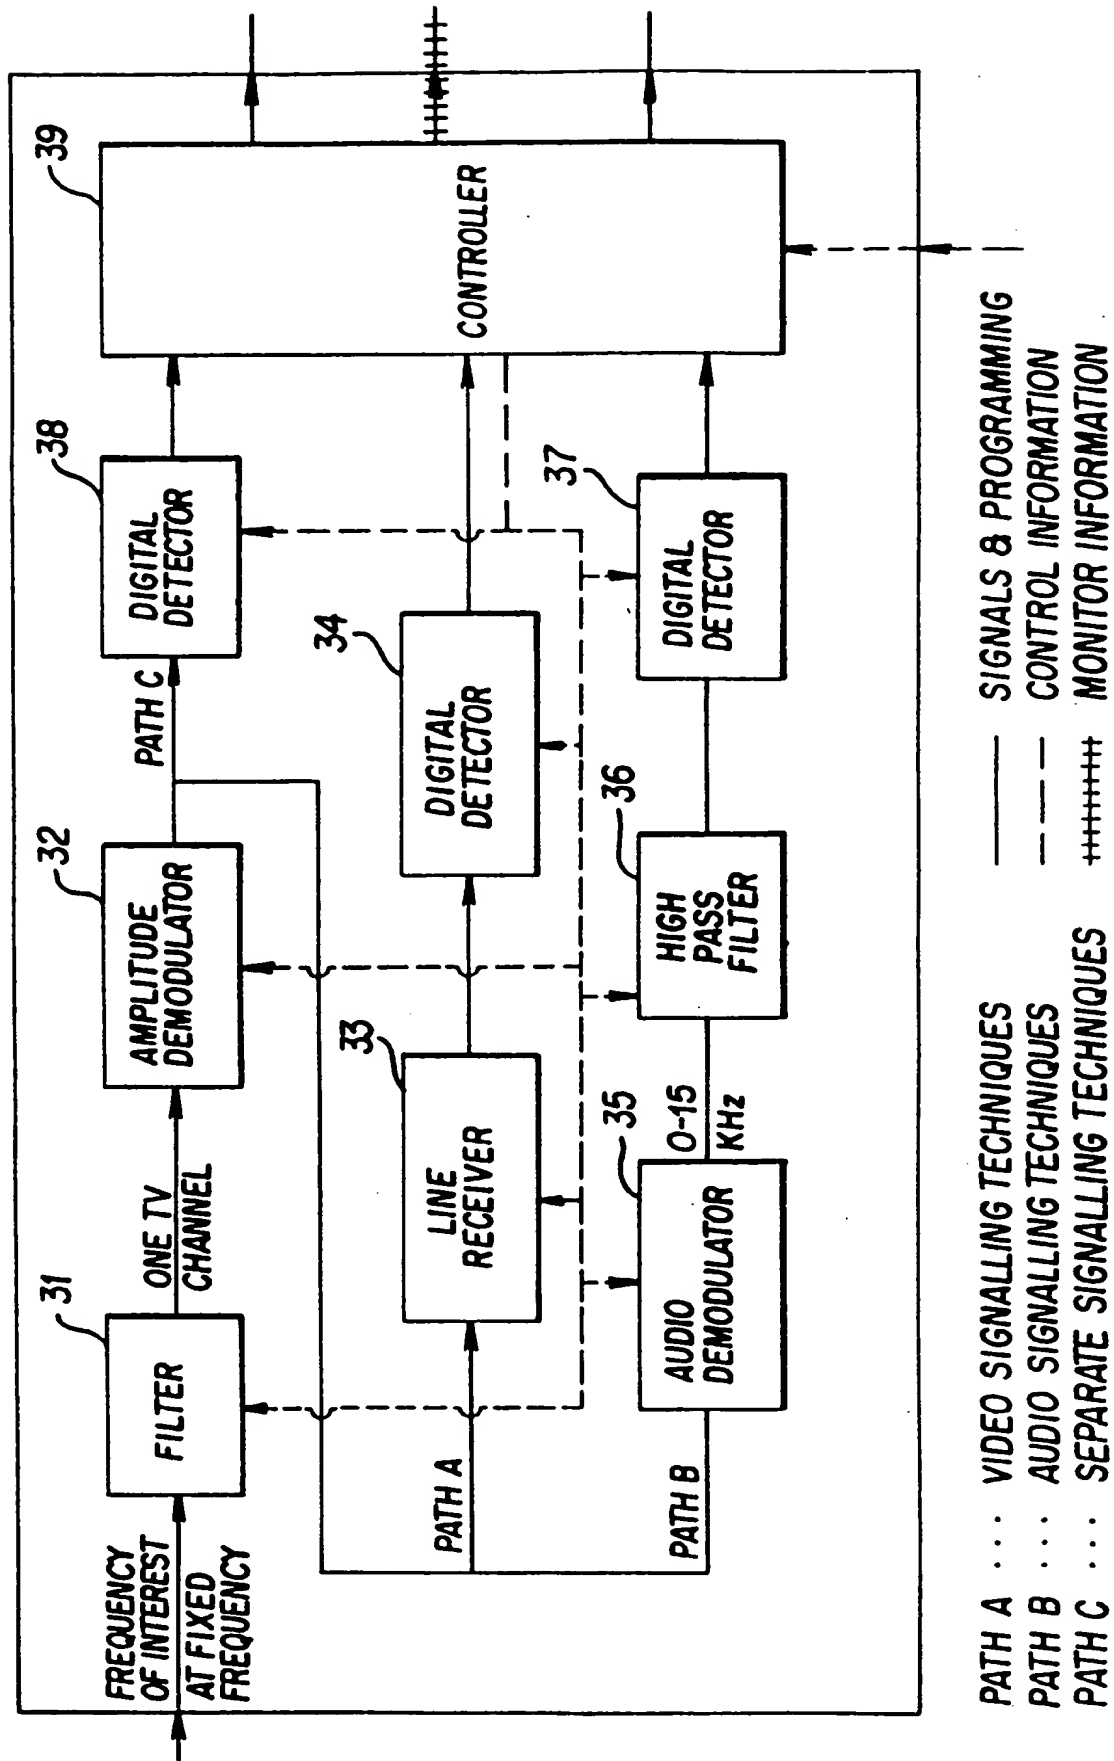 FREQUENCY
OF INTEREST
AT FIXED
FREQUENCY
31
FILTER
ONE TV
CHANNEL
32
AMPLITUDE
DEMODULATOR
PATH C
38
DIGITAL
DETECTOR
39
CONTROLLER
PATH A
33
LINE
RECEIVER
34
DIGITAL
DETECTOR
PATH B
35
AUDIO
DEMODULATOR
0-15
KHz
36
HIGH
PASS
FILTER
37
DIGITAL
DETECTOR
PATH A ... VIDEO SIGNALLING TECHNIQUES
PATH B ... AUDIO SIGNALLING TECHNIQUES
PATH C ... SEPARATE SIGNALLING TECHNIQUES
SIGNALS & PROGRAMMING
CONTROL INFORMATION
MONITOR INFORMATION